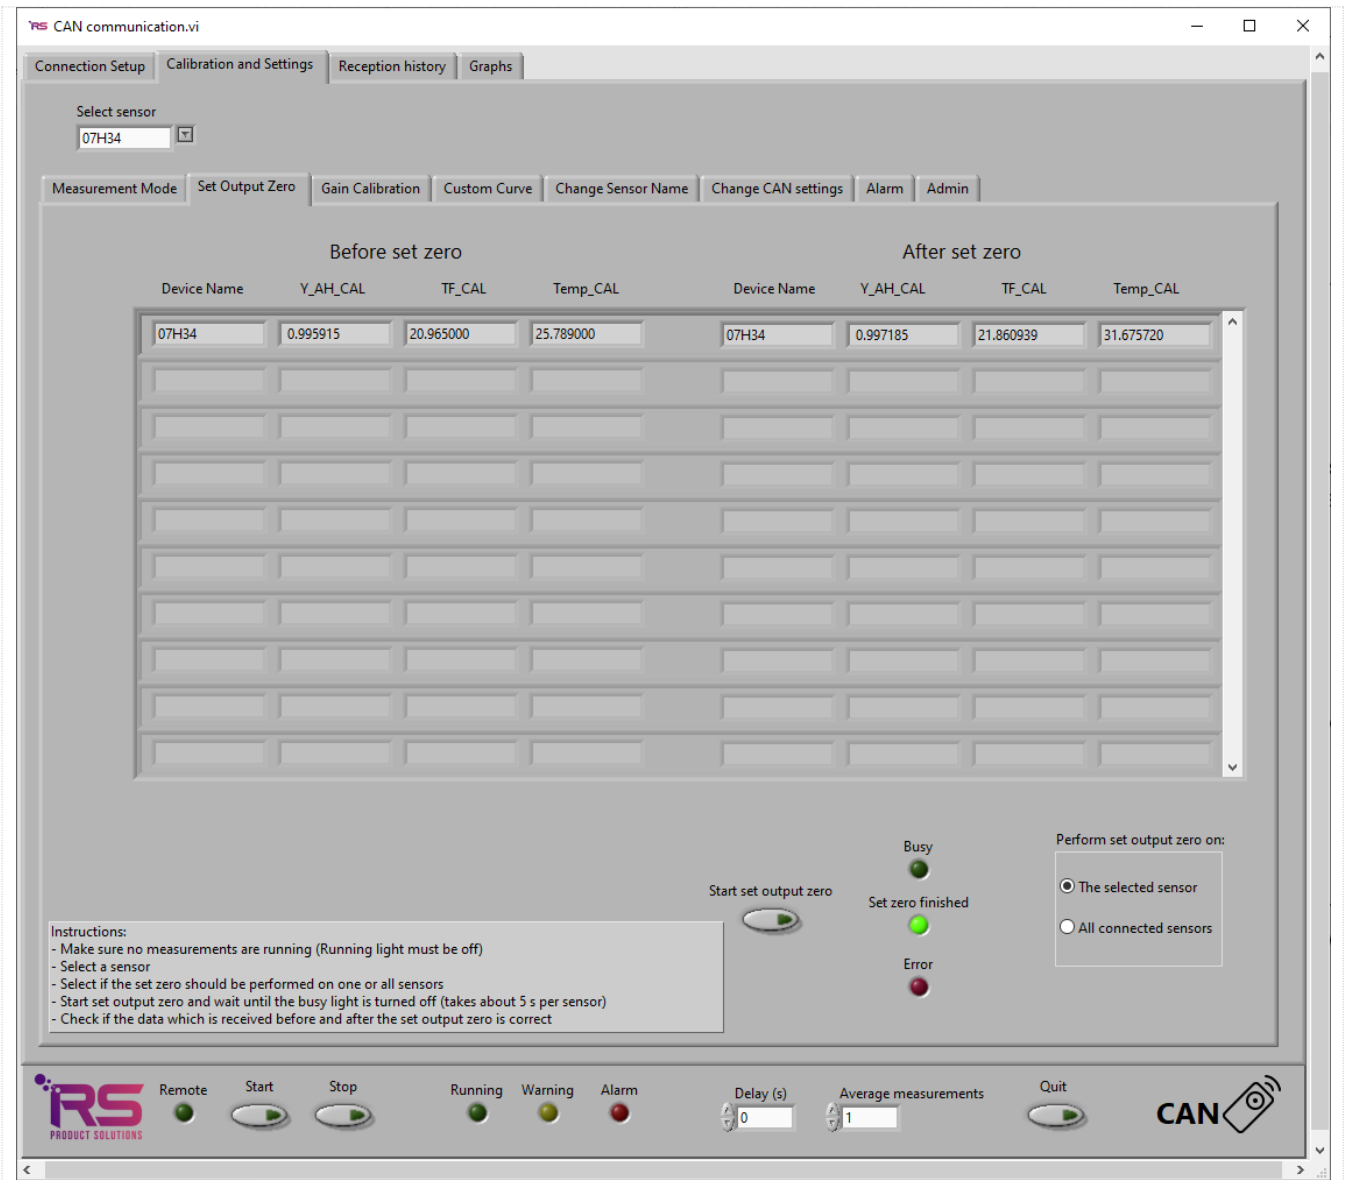 RS CAN communication.vi
Connection Setup Calibration and Settings Reception history Graphs
Select sensor
07H34
Measurement Mode Set Output Zero Gain Calibration Custom Curve Change Sensor Name Change CAN settings Alarm Admin
Before set zero After set zero
Device Name Y_AH_CAL TF_CAL Temp_CAL Device Name Y_AH_CAL TF_CAL Temp_CAL
07H34 0.995915 20.965000 25.789000 07H34 0.997185 21.860939 31.675720
Busy
Perform set output zero on:
Start set output zero
Set zero finished
The selected sensor
All connected sensors
Error
Instructions:
- Make sure no measurements are running (Running light must be off)
- Select a sensor
- Select if the set zero should be performed on one or all sensors
- Start set output zero and wait until the busy light is turned off (takes about 5 s per sensor)
- Check if the data which is received before and after the set output zero is correct
RS
PRODUCT SOLUTIONS
Remote Start Stop Running Warning Alarm Delay (s) Average measurements Quit
0 1
CAN